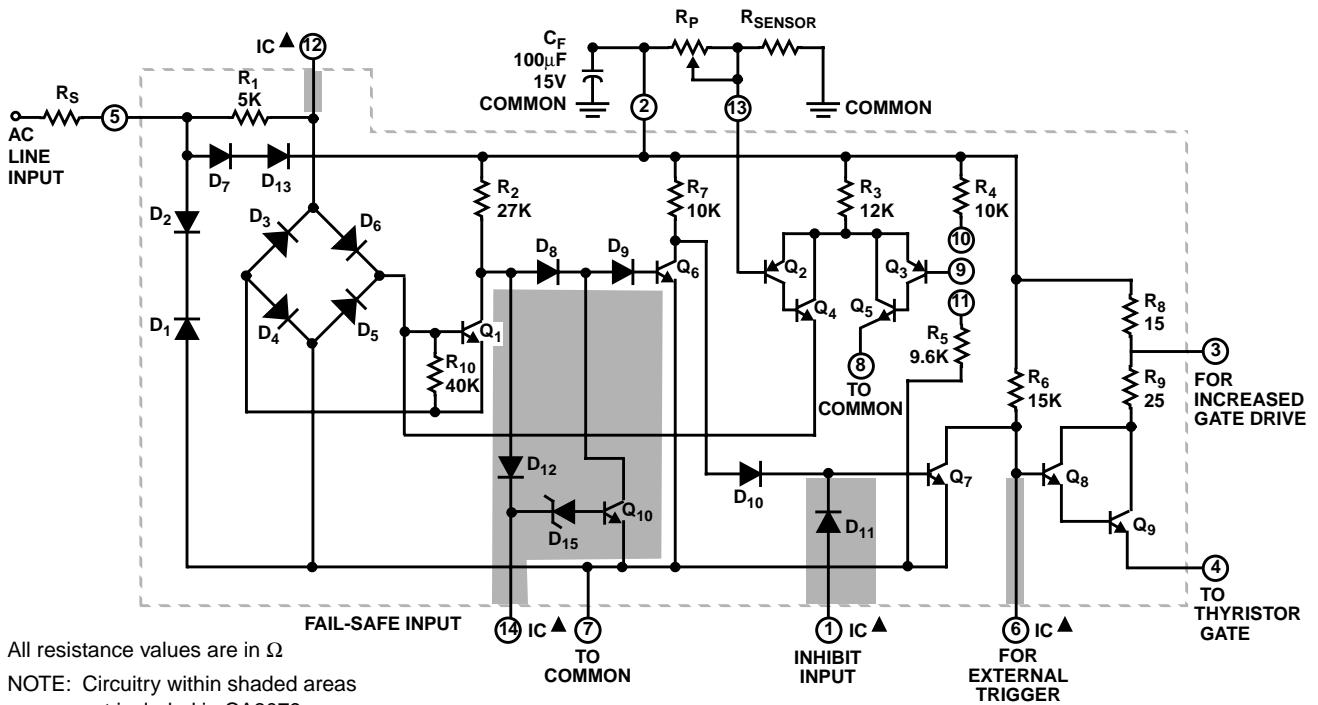 IC ▲ 12
R1
5K
RS
5
AC
LINE
INPUT
CF
100µF
15V
COMMON
RP
RSENSOR
COMMON
2
13
D7
D13
D2
D1
D3
D6
D4
D5
R2
27K
R7
10K
R3
12K
R4
10K
10
9
11
D8
D9
Q6
Q2
Q3
Q4
Q5
Q1
R10
40K
R5
9.6K
8
TO
COMMON
R8
15
3
FOR
INCREASED
GATE DRIVE
R6
15K
R9
25
D12
D15
Q10
D10
D11
Q7
Q8
Q9
4
TO
THYRISTOR
GATE
FAIL-SAFE INPUT
14 IC ▲
7
TO
COMMON
1 IC ▲
INHIBIT
INPUT
6 IC ▲
FOR
EXTERNAL
TRIGGER
All resistance values are in Ω
NOTE: Circuitry within shaded areas